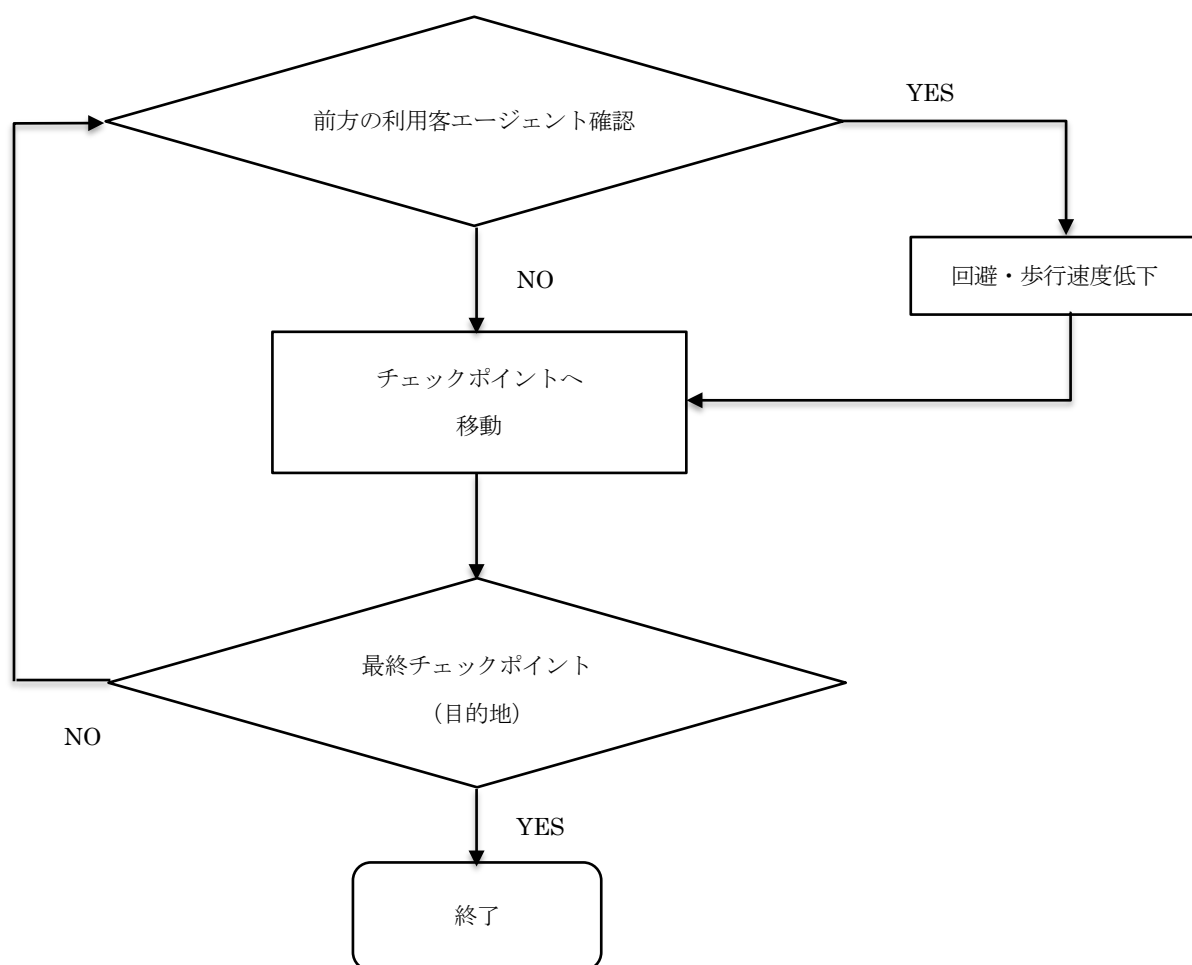 前方の利用客エージェント確認
YES
NO
回避・歩行速度低下
チェックポイントへ
移動
最終チェックポイント
（目的地）
NO
YES
終了